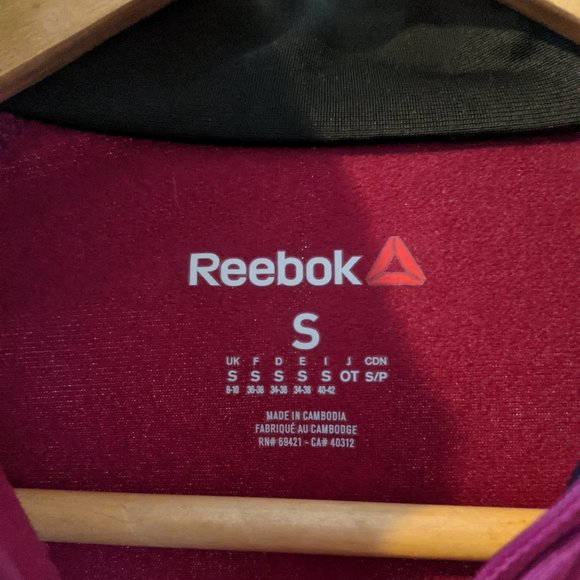 Reebok
S
UK F D E I J CDN
S S S S S OT S/P
8-10 36-38 34-36 34-36 40-42
MADE IN CAMBODIA
FABRIQUÉ AU CAMBODGE
RN# 69421 - CA# 40312